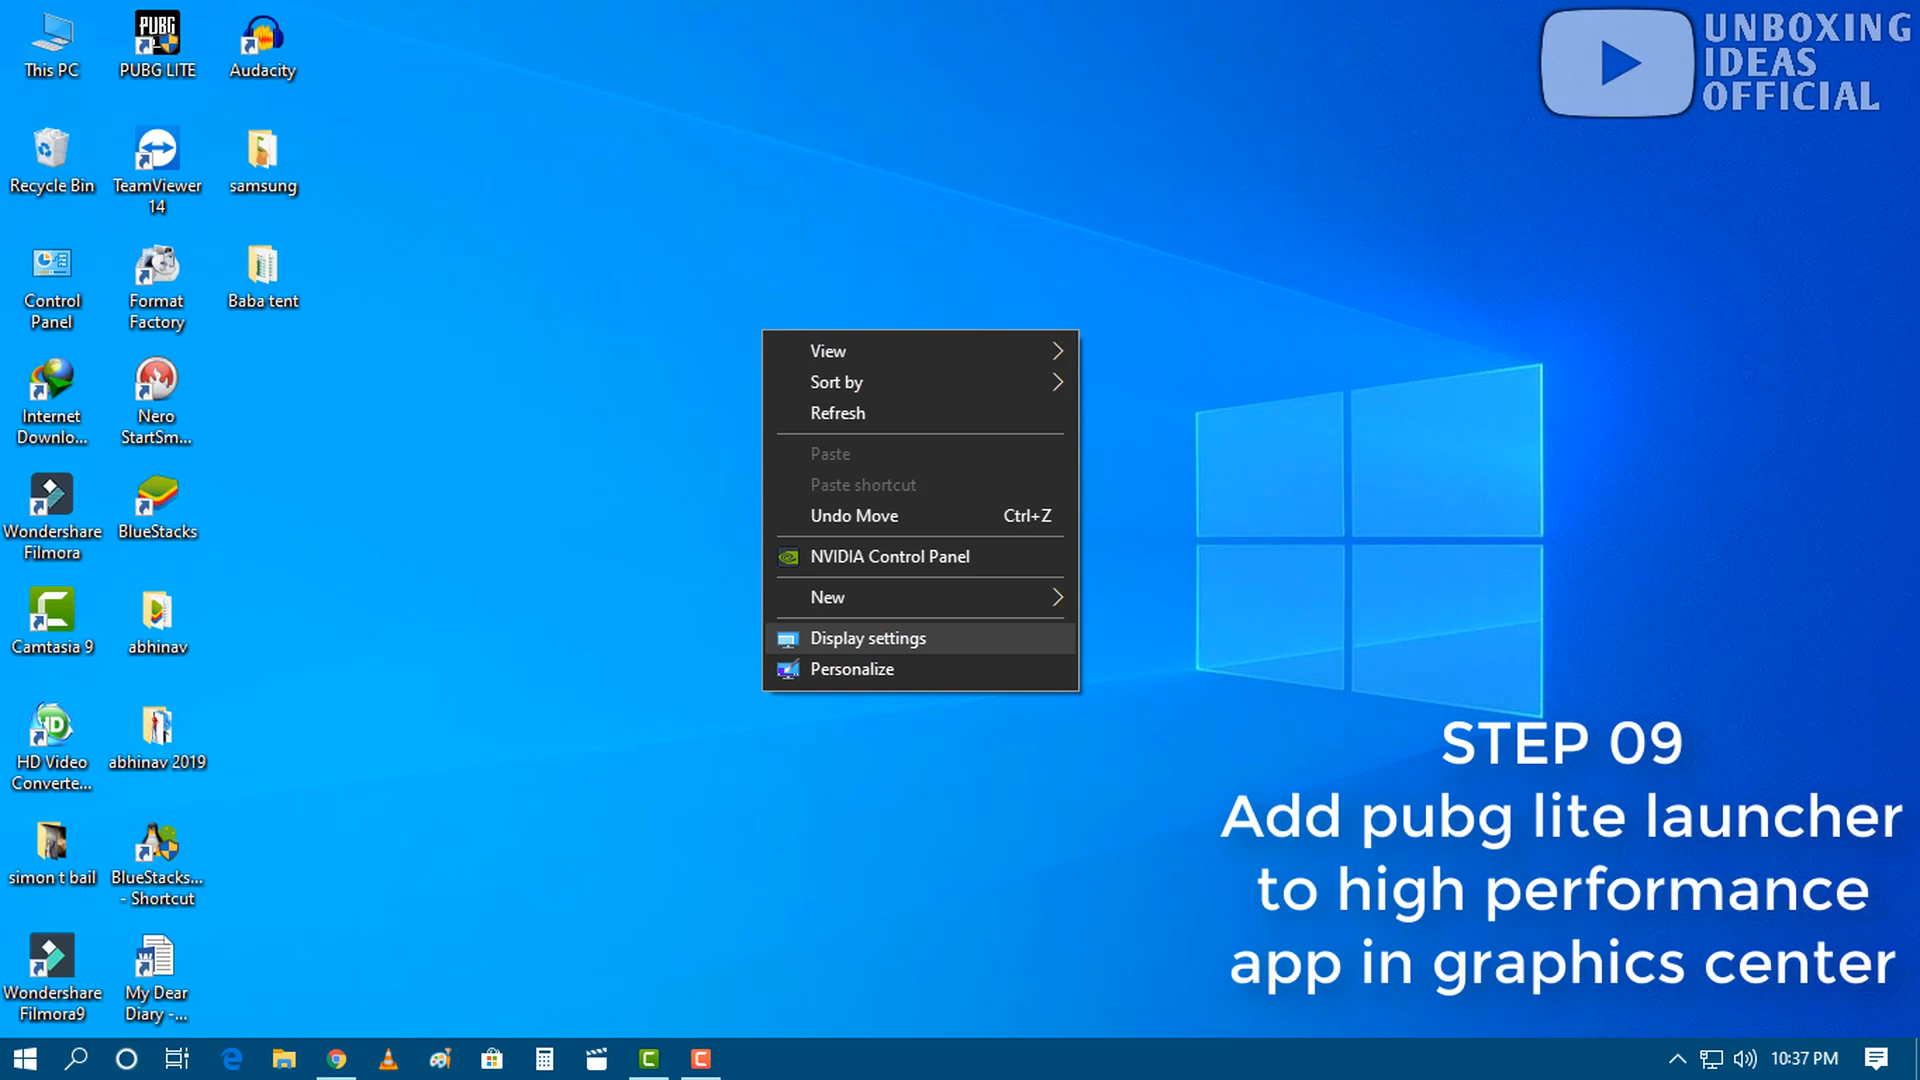 This PC
PUBG
PUBG LITE
Audacity
UNBOXING
IDEAS
OFFICIAL
Recycle Bin
TeamViewer
14
samsung
Control
Panel
Format
Factory
Baba tent
Internet
Downlo...
Nero
StartSm...
Wondershare
Filmora
BlueStacks
Camtasia 9
abhinav
HD Video
Converte...
abhinav 2019
simon t bail
BlueStacks...
- Shortcut
Wondershare
Filmora9
My Dear
Diary -...
View
Sort by
Refresh
Paste
Paste shortcut
Undo Move Ctrl+Z
NVIDIA Control Panel
New
Display settings
Personalize
STEP 09
Add pubg lite launcher
to high performance
app in graphics center
10:37 PM